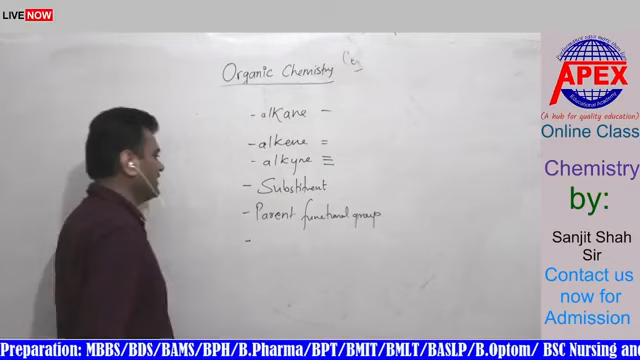 LIVE NOW
Organic Chemistry
- alkane –
- alkene =
- alkyne ≡
- Substituent
- Parent functional group
-
APEX
Educational Academy
(A hub for quality education)
Online Class
Chemistry
by:
Sanjit Shah
Sir
Contact us
now for
Admission
Preparation: MBBS/BDS/BAMS/BPH/B.Pharma/BPT/BMIT/BMLT/BASLP/B.Optom/ BSC Nursing and